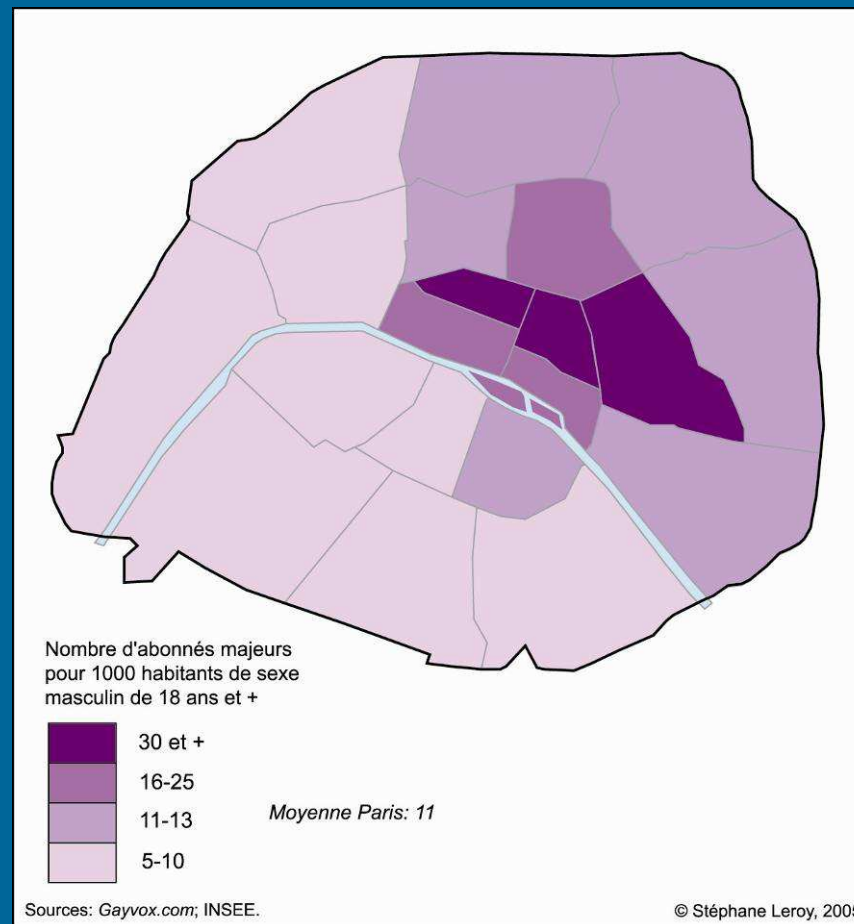 Nombre d'abonnés majeurs
pour 1000 habitants de sexe
masculin de 18 ans et +
30 et +
16-25
11-13
5-10
Moyenne Paris: 11
Sources: Gayvox.com; INSEE.
© Stéphane Leroy, 2005